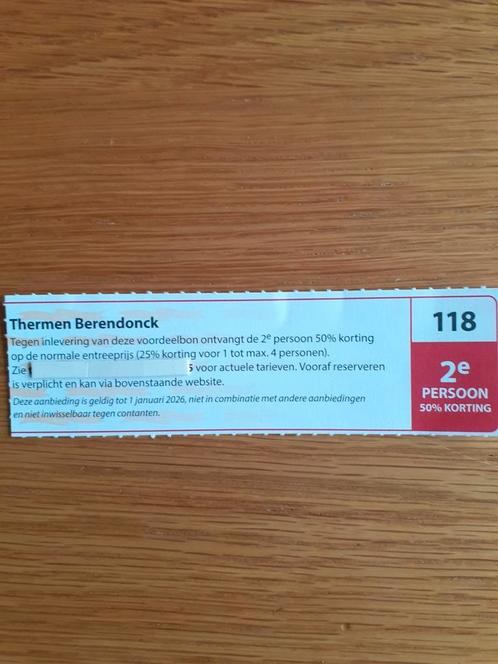 Thermen Berendonck
Tegen inlevering van deze voordeelbon ontvangt de 2e persoon 50% korting
op de normale entreeprijs (25% korting voor 1 tot max. 4 personen).
Zie 5 voor actuele tarieven. Vooraf reserveren
is verplicht en kan via bovenstaande website.
Deze aanbieding is geldig tot 1 januari 2026, niet in combinatie met andere aanbiedingen
en niet inwisselbaar tegen contanten.
118
2e
PERSOON
50% KORTING